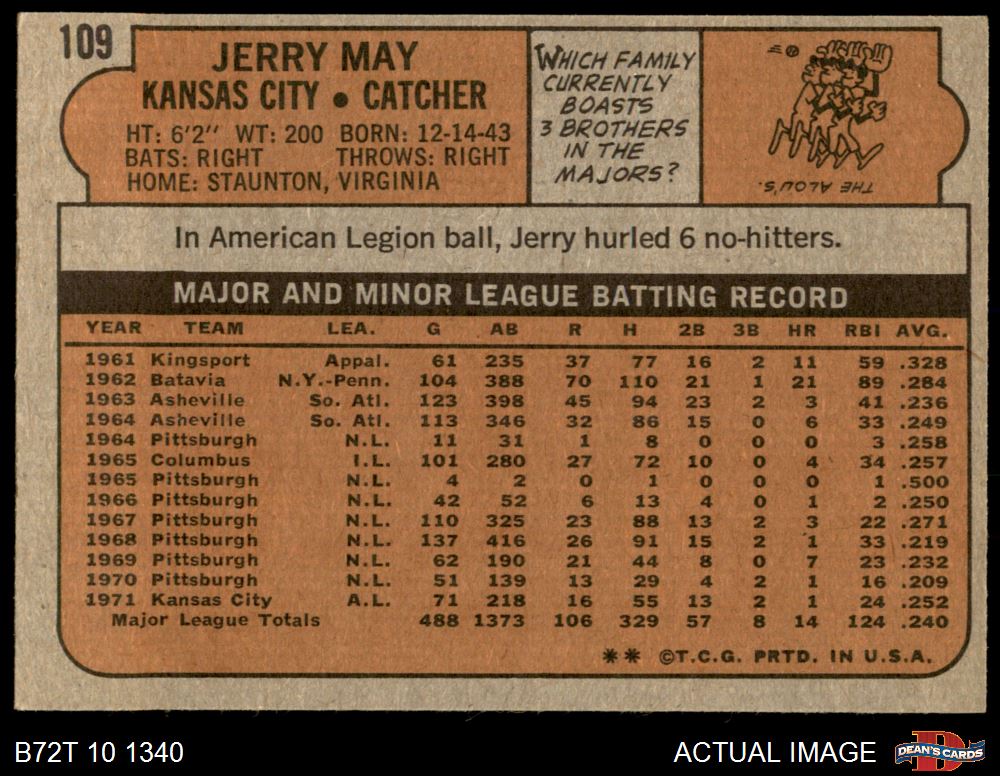 109
JERRY MAY
KANSAS CITY • CATCHER
HT: 6'2" WT: 200 BORN: 12-14-43
BATS: RIGHT THROWS: RIGHT
HOME: STAUNTON, VIRGINIA
WHICH FAMILY
CURRENTLY
BOASTS
3 BROTHERS
IN THE
MAJORS?
THE ALOU'S.
In American Legion ball, Jerry hurled 6 no-hitters.
MAJOR AND MINOR LEAGUE BATTING RECORD
YEAR TEAM LEA. G AB R H 2B 3B HR RBI AVG.
1961 Kingsport Appal. 61 235 37 77 16 2 11 59 .328
1962 Batavia N.Y.-Penn. 104 388 70 110 21 1 21 89 .284
1963 Asheville So. Atl. 123 398 45 94 23 2 3 41 .236
1964 Asheville So. Atl. 113 346 32 86 15 0 6 33 .249
1964 Pittsburgh N.L. 11 31 1 8 0 0 0 3 .258
1965 Columbus I.L. 101 280 27 72 10 0 4 34 .257
1965 Pittsburgh N.L. 4 2 0 1 0 0 0 1 .500
1966 Pittsburgh N.L. 42 52 6 13 4 0 1 2 .250
1967 Pittsburgh N.L. 110 325 23 88 13 2 3 22 .271
1968 Pittsburgh N.L. 137 416 26 91 15 2 1 33 .219
1969 Pittsburgh N.L. 62 190 21 44 8 0 7 23 .232
1970 Pittsburgh N.L. 51 139 13 29 4 2 1 16 .209
1971 Kansas City A.L. 71 218 16 55 13 2 1 24 .252
Major League Totals 488 1373 106 329 57 8 14 124 .240
** ©T.C.G. PRTD. IN U.S.A.
B72T 10 1340
ACTUAL IMAGE
D
DEAN'S CARDS